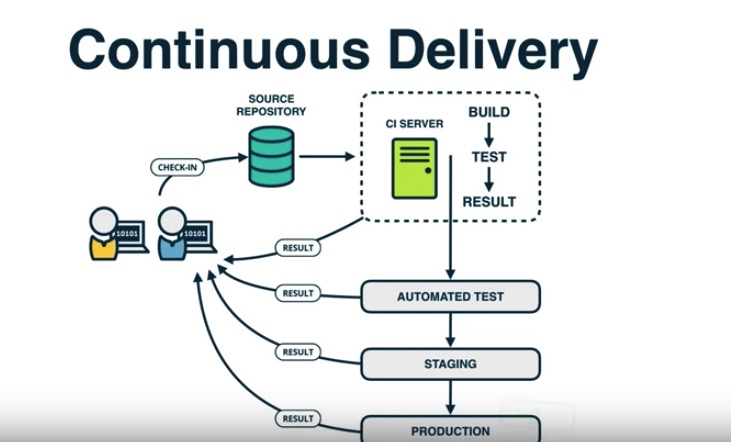 Continuous Delivery
SOURCE
REPOSITORY
CI SERVER
BUILD
TEST
RESULT
CHECK-IN
10101
10101
RESULT
RESULT
AUTOMATED TEST
RESULT
STAGING
RESULT
PRODUCTION